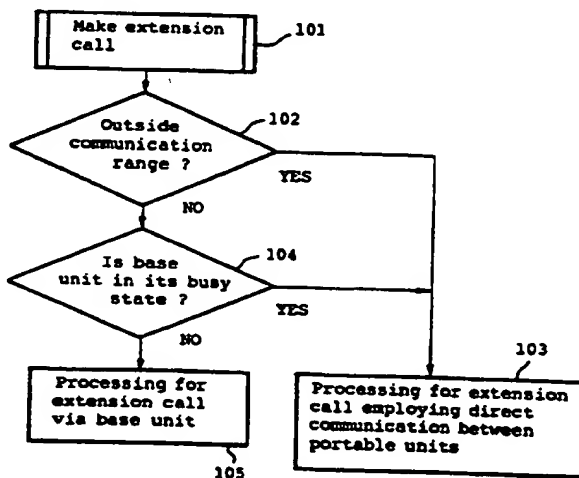 Make extension
call
101
102
Outside
communication
range ?
YES
NO
104
Is base
unit in its busy
state ?
YES
NO
103
Processing for
extension call
via base unit
Processing for extension
call employing direct
communication between
portable units
105